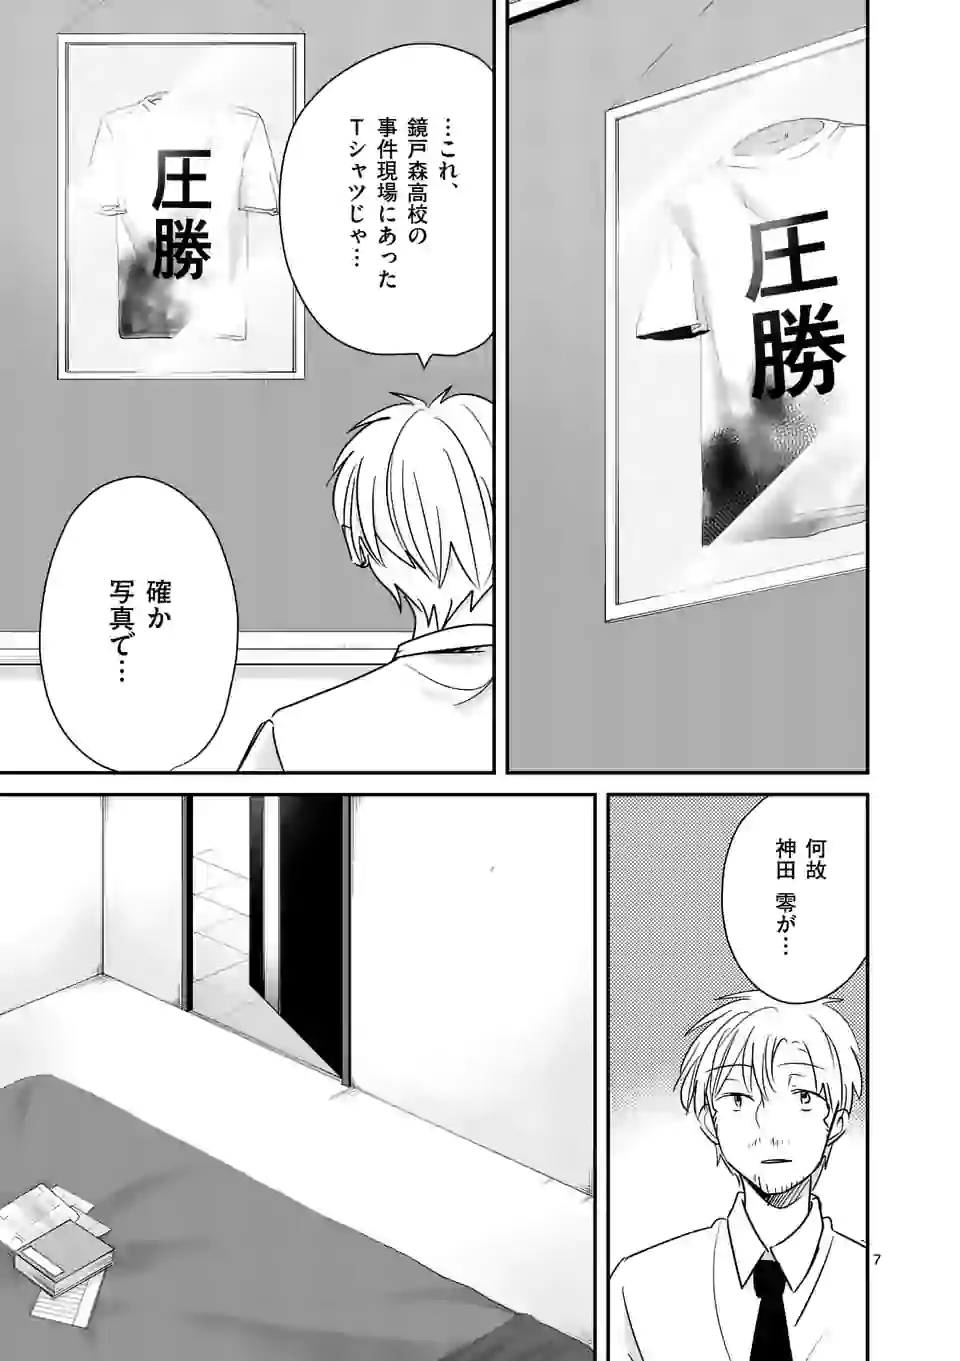 圧勝
…これ、
鏡戸森高校の
事件現場にあった
Tシャツじゃ…
圧勝
確か
写真で…
何故
神田 零が…
7